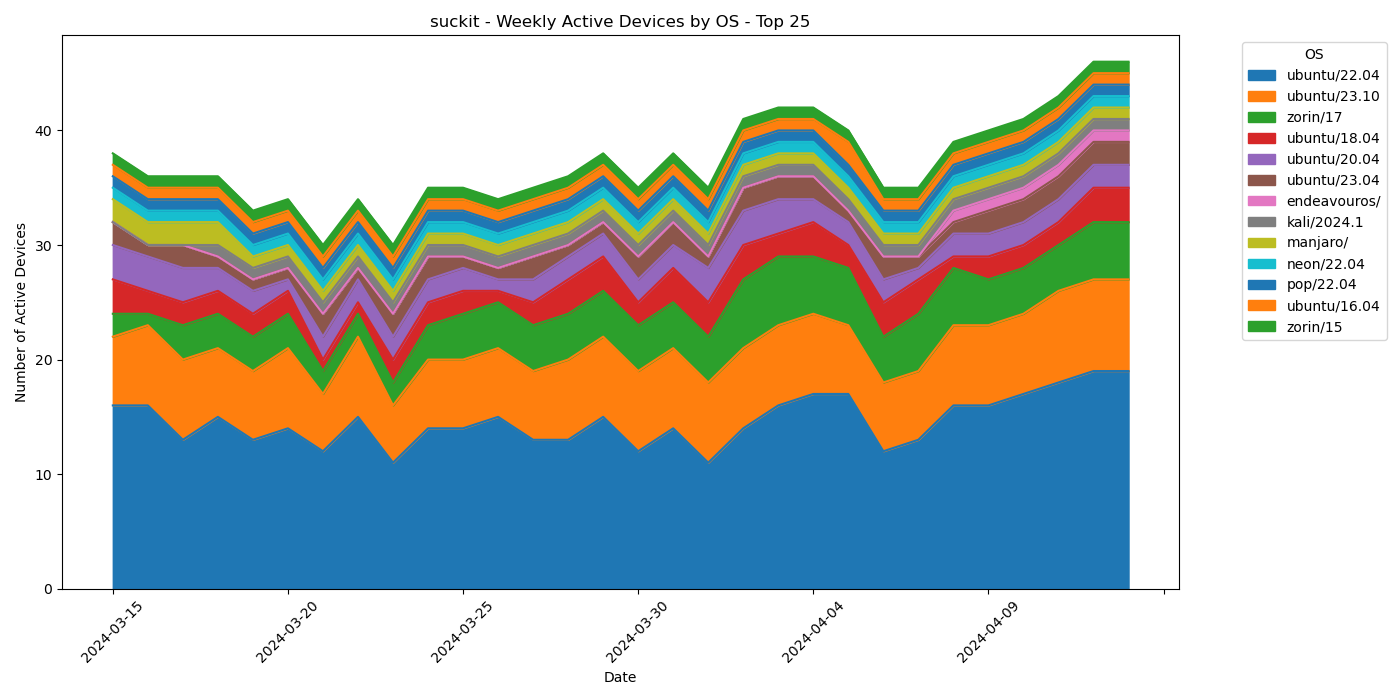 suckit - Weekly Active Devices by OS - Top 25
Number of Active Devices
40
30
20
10
0
2024-03-15
2024-03-20
2024-03-25
2024-03-30
2024-04-04
2024-04-09
Date
OS
ubuntu/22.04
ubuntu/23.10
zorin/17
ubuntu/18.04
ubuntu/20.04
ubuntu/23.04
endeavouros/
kali/2024.1
manjaro/
neon/22.04
pop/22.04
ubuntu/16.04
zorin/15